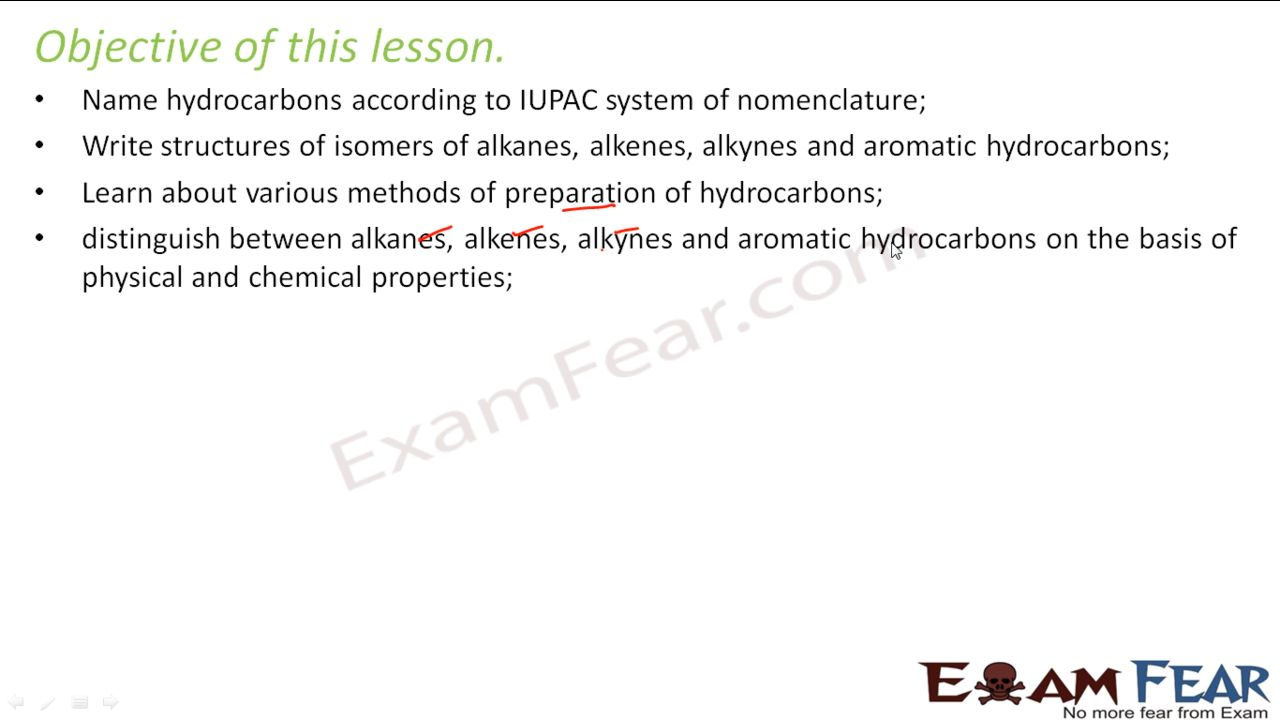 Objective of this lesson.
• Name hydrocarbons according to IUPAC system of nomenclature;
• Write structures of isomers of alkanes, alkenes, alkynes and aromatic hydrocarbons;
• Learn about various methods of preparation of hydrocarbons;
• distinguish between alkanes, alkenes, alkynes and aromatic hydrocarbons on the basis of
physical and chemical properties;
ExamFear.com
EXAM FEAR
No more fear from Exam